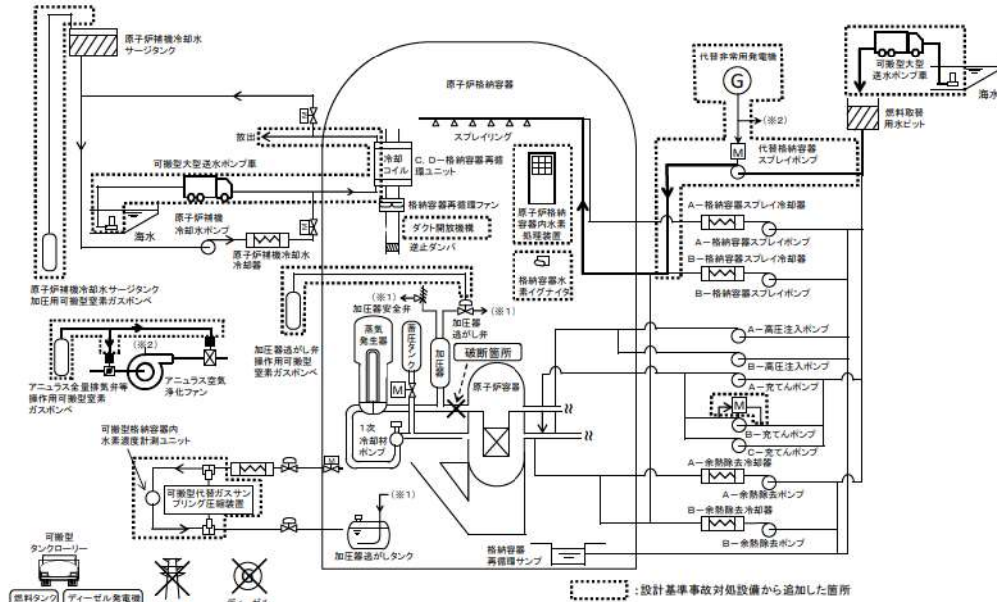 原子炉補機冷却水
サージタンク
放出
可搬型大型送水ポンプ車
海水
原子炉補機
冷却水ポンプ
原子炉補機冷却水
冷却器
原子炉補機冷却水サージタンク
加圧用可搬型窒素ガスボンベ
原子炉格納容器
スプレイリング
冷却
コイル
C, D-格納容器再循
環ユニット
格納容器再循環ファン
ダクト開放機構
逆止ダンパ
原子炉格納
容器内水素
処理装置
格納容器水
素イグナイタ
代替非常用発電機
G
(※2)
M
代替格納容器
スプレイポンプ
可搬型大型
送水ポンプ車
海水
燃料取替
用水ピット
A-格納容器スプレイ冷却器
A-格納容器スプレイポンプ
B-格納容器スプレイ冷却器
B-格納容器スプレイポンプ
(※1)
加圧器安全弁
(※1)
加圧器
逃がし弁
加圧器逃がし弁
操作用可搬型
窒素ガスボンベ
蒸気
発生器
蓄圧タンク
加圧器
破断箇所
原子炉容器
M
1次
冷却材
ポンプ
(※2)
アニュラス空気
浄化ファン
アニュラス全量排気弁等
操作用可搬型窒素
ガスボンベ
A-高圧注入ポンプ
B-高圧注入ポンプ
A-充てんポンプ
M
B-充てんポンプ
C-充てんポンプ
A-余熱除去冷却器
A-余熱除去ポンプ
B-余熱除去冷却器
B-余熱除去ポンプ
可搬型格納容器内
水素濃度計測ユニット
可搬型代替ガスサン
プリング圧縮装置
(※1)
加圧器逃がしタンク
格納容器
再循環サンプ
可搬型
タンクローリー
燃料タンク
ディーゼル発電機
:設計基準事故対処設備から追加した箇所